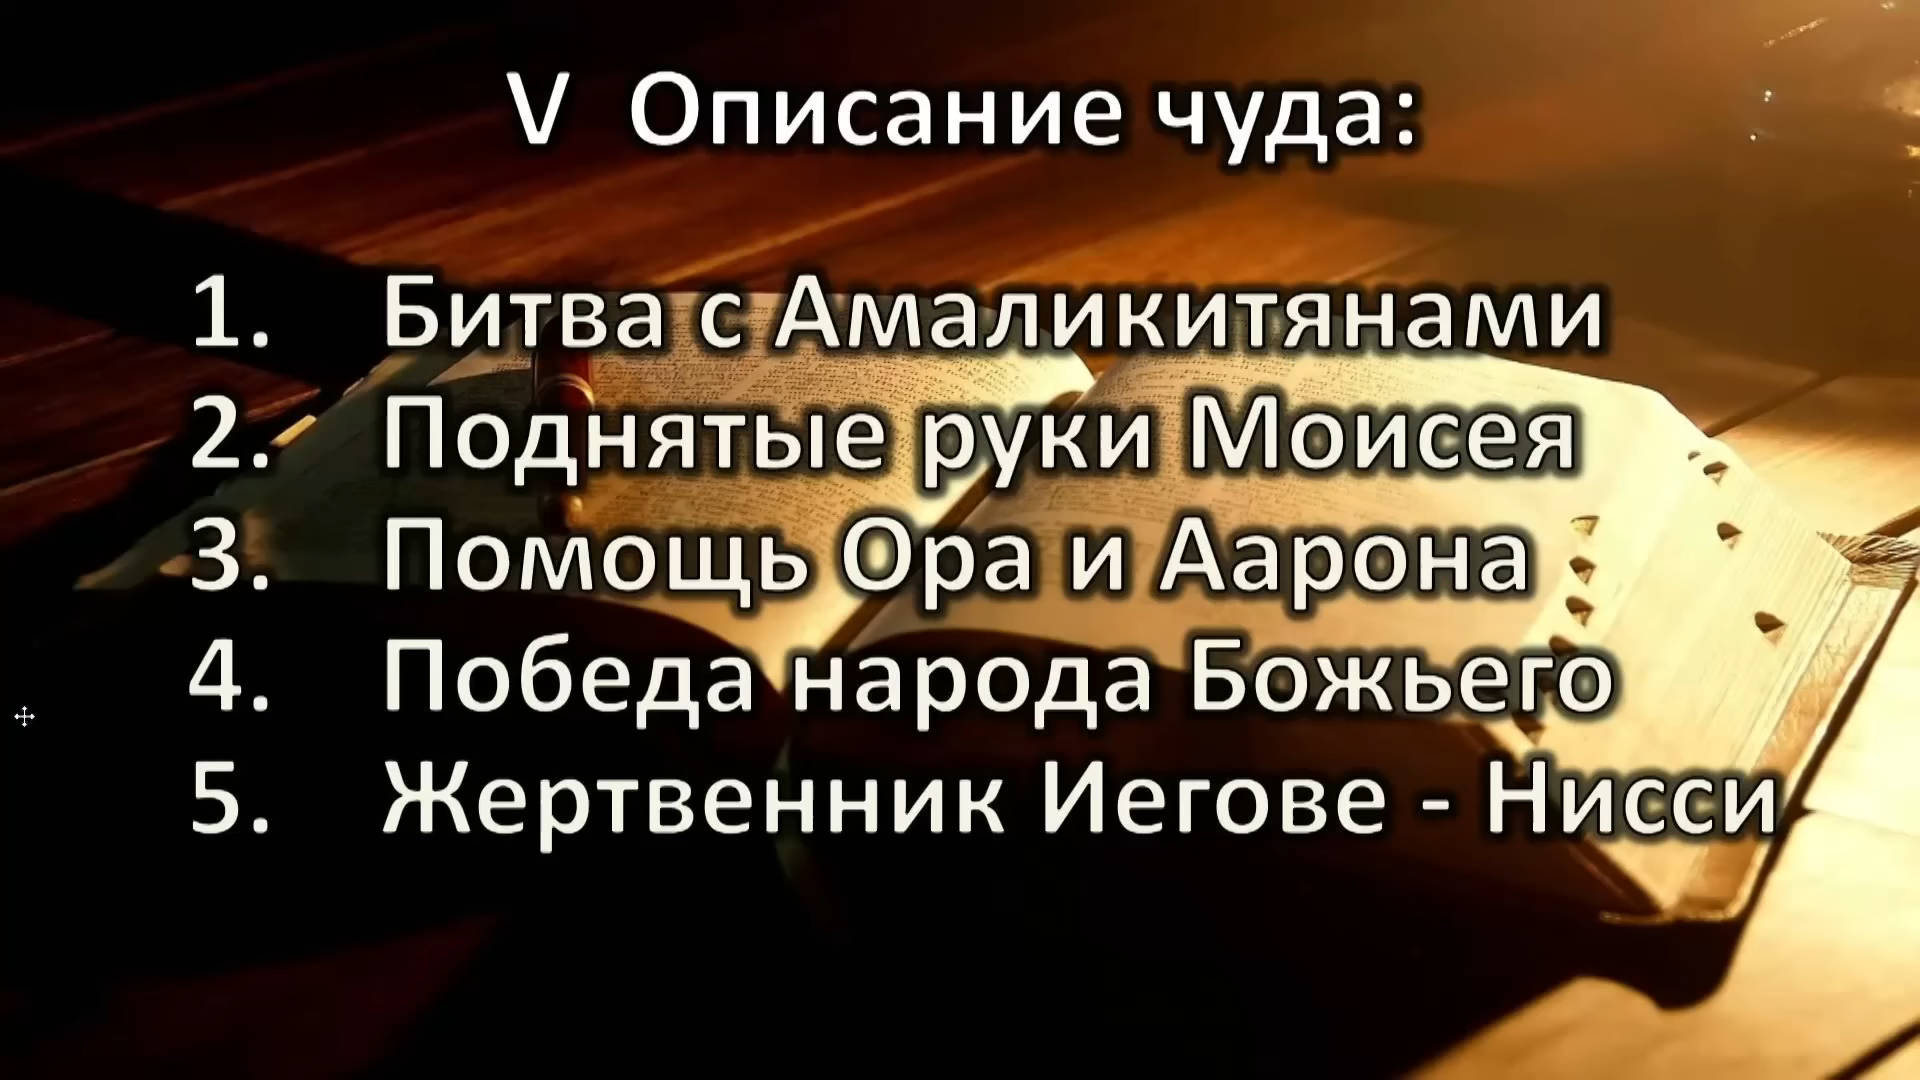 V Описание чуда:
1. Битва с Амаликитянами
2. Поднятые руки Моисея
3. Помощь Ора и Аарона
4. Победа народа Божьего
5. Жертвенник Иегове - Нисси